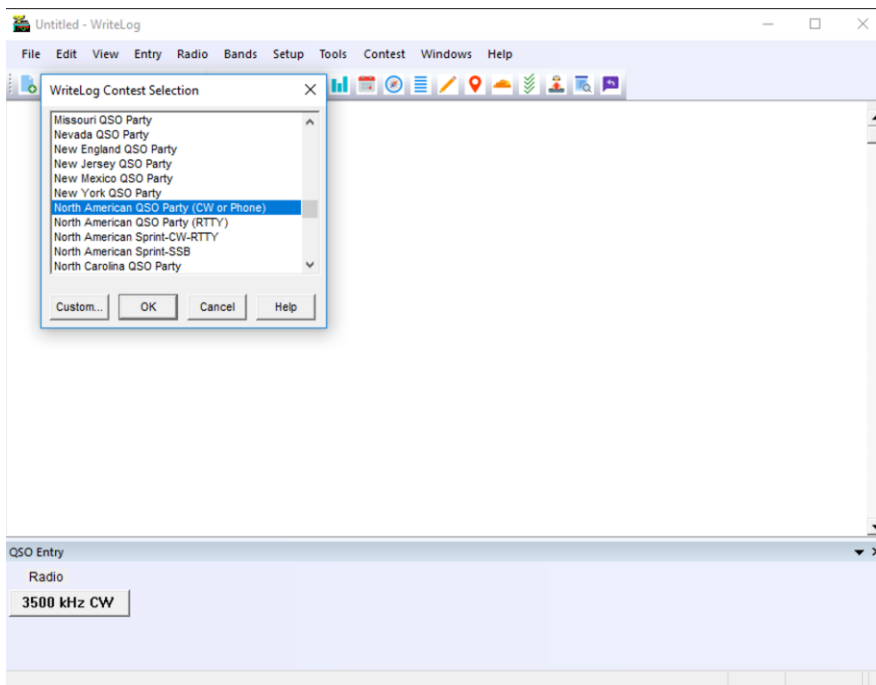 Untitled - WriteLog
File Edit View Entry Radio Bands Setup Tools Contest Windows Help
WriteLog Contest Selection
Missouri QSO Party
Nevada QSO Party
New England QSO Party
New Jersey QSO Party
New Mexico QSO Party
New York QSO Party
North American QSO Party (CW or Phone)
North American QSO Party (RTTY)
North American Sprint-CW-RTTY
North American Sprint-SSB
North Carolina QSO Party
Custom... OK Cancel Help
QSO Entry
Radio
3500 kHz CW